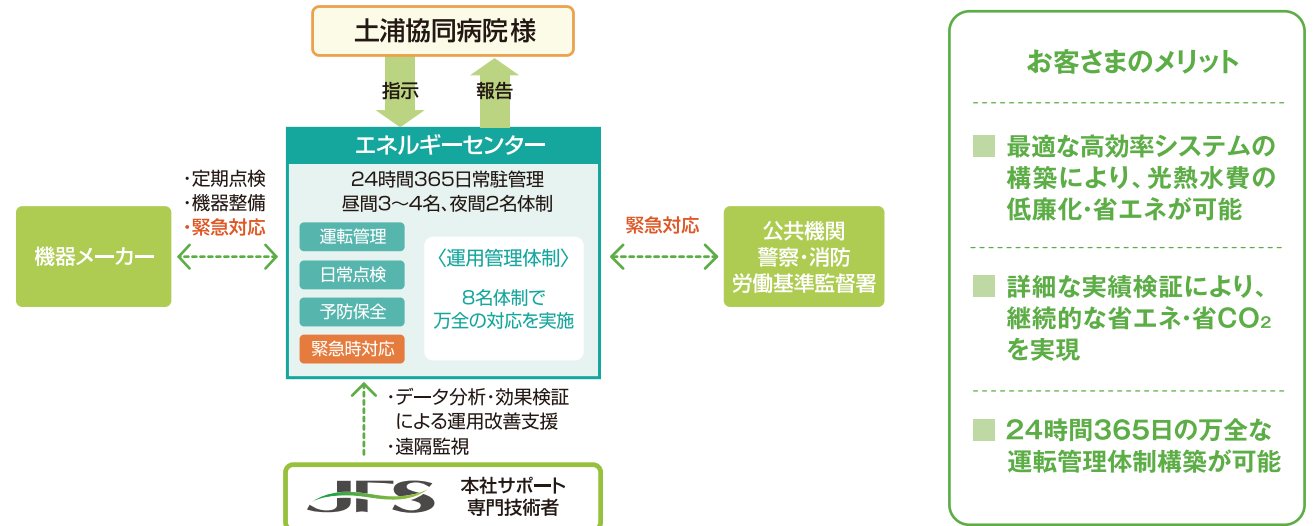 土浦協同病院様
指示
報告
エネルギーセンター
24時間365日常駐管理
昼間3〜4名、夜間2名体制
運転管理
日常点検
予防保全
緊急時対応
〈運用管理体制〉
8名体制で
万全の対応を実施
・定期点検
・機器整備
・緊急対応
機器メーカー
緊急対応
公共機関
警察・消防
労働基準監督署
・データ分析・効果検証
による運用改善支援
・遠隔監視
JFS
本社サポート
専門技術者
お客さまのメリット
最適な高効率システムの
構築により、光熱水費の
低廉化・省エネが可能
詳細な実績検証により、
継続的な省エネ・省CO₂
を実現
24時間365日の万全な
運転管理体制構築が可能